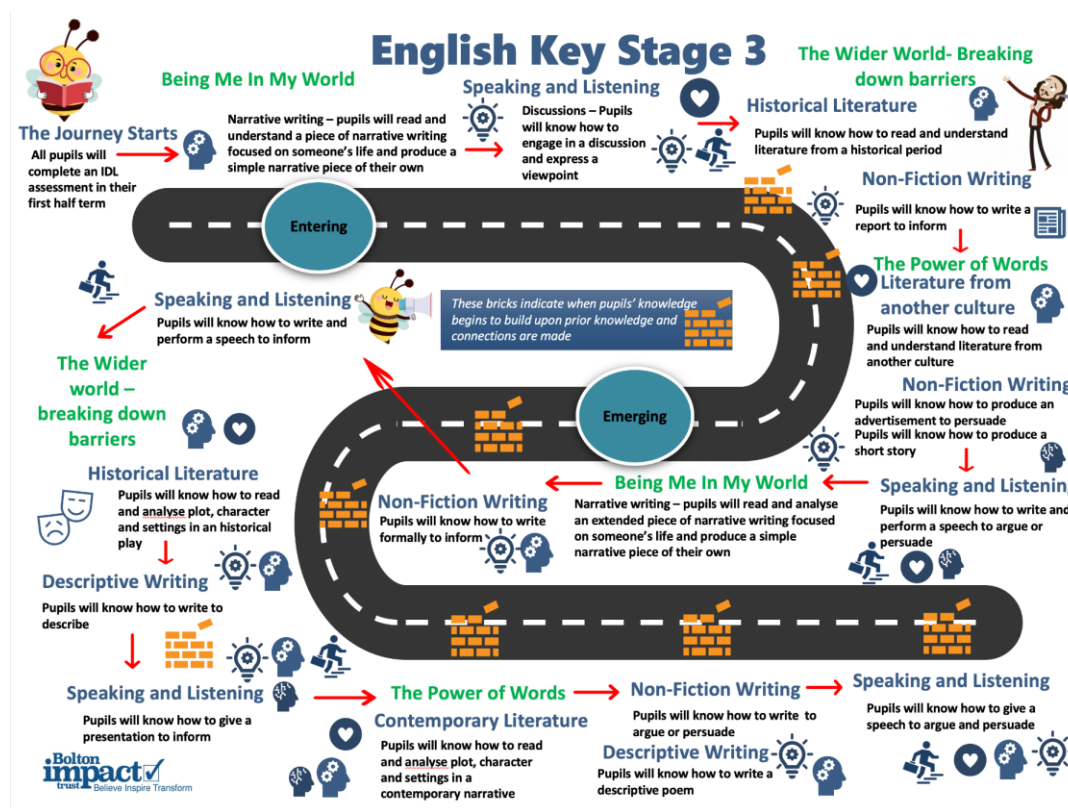 English Key Stage 3
Being Me In My World
The Journey Starts
All pupils will
complete an IDL
assessment in their
first half term
Narrative writing – pupils will read and
understand a piece of narrative writing
focused on someone's life and produce a
simple narrative piece of their own
Speaking and Listening
Discussions – Pupils
will know how to
engage in a discussion
and express a
viewpoint
The Wider World- Breaking
down barriers
Historical Literature
Pupils will know how to read and understand
literature from a historical period
Non-Fiction Writing
Pupils will know how to write a
report to inform
The Power of Words
Literature from
another culture
Pupils will know how to read
and understand literature from
another culture
Non-Fiction Writing
Pupils will know how to produce an
advertisement to persuade
Pupils will know how to produce a
short story
Speaking and Listening
Pupils will know how to write and
perform a speech to argue or
persuade
Entering
These bricks indicate when pupils' knowledge
begins to build upon prior knowledge and
connections are made
Emerging
Being Me In My World
Narrative writing – pupils will read and analyse
an extended piece of narrative writing focused
on someone's life and produce a simple
narrative piece of their own
Non-Fiction Writing
Pupils will know how to write
formally to inform
Speaking and Listening
Pupils will know how to write and
perform a speech to inform
The Wider
world –
breaking down
barriers
Historical Literature
Pupils will know how to read
and analyse plot, character
and settings in an historical
play
Descriptive Writing
Pupils will know how to write to
describe
Speaking and Listening
Pupils will know how to give a
presentation to inform
The Power of Words
Contemporary Literature
Pupils will know how to read
and analyse plot, character
and settings in a
contemporary narrative
Non-Fiction Writing
Pupils will know how to write to
argue or persuade
Descriptive Writing
Pupils will know how to write a
descriptive poem
Speaking and Listening
Pupils will know how to give a
speech to argue and persuade
Bolton
impact
trust Believe Inspire Transform